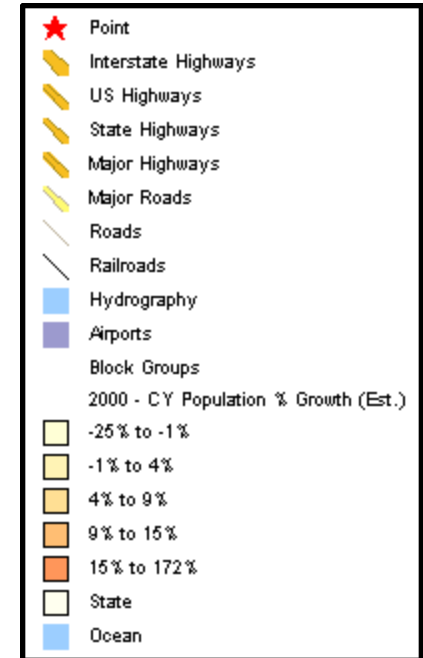 Point
Interstate Highways
US Highways
State Highways
Major Highways
Major Roads
Roads
Railroads
Hydrography
Airports
Block Groups
2000 - CY Population % Growth (Est.)
-25% to -1%
-1% to 4%
4% to 9%
9% to 15%
15% to 172%
State
Ocean